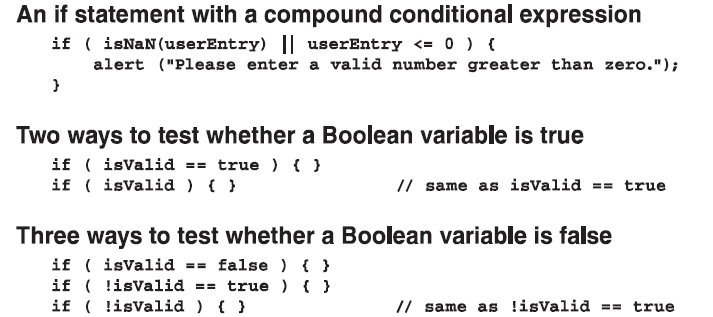 An if statement with a compound conditional expression
if ( isNaN(userEntry) || userEntry <= 0 ) {
alert ("Please enter a valid number greater than zero.");
}
Two ways to test whether a Boolean variable is true
if ( isValid == true ) { }
if ( isValid ) { } // same as isValid == true
Three ways to test whether a Boolean variable is false
if ( isValid == false ) { }
if ( !isValid == true ) { }
if ( !isValid ) { } // same as !isValid == true